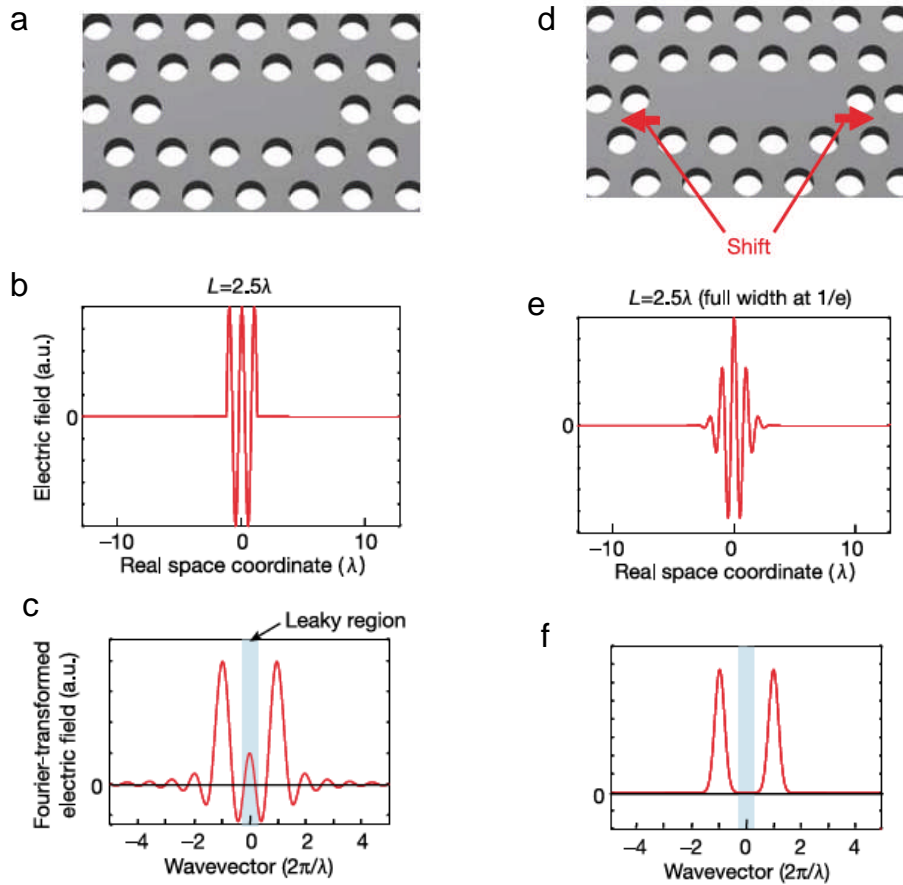 a
d
Shift
b
L=2.5λ
Electric field (a.u.)
0
−10
0
10
Real space coordinate (λ)
e
L=2.5λ (full width at 1/e)
0
−10
0
10
Real space coordinate (λ)
c
Leaky region
Fourier-transformed
electric field (a.u.)
0
−4
−2
0
2
4
Wavevector (2π/λ)
f
0
−4
−2
0
2
4
Wavevector (2π/λ)